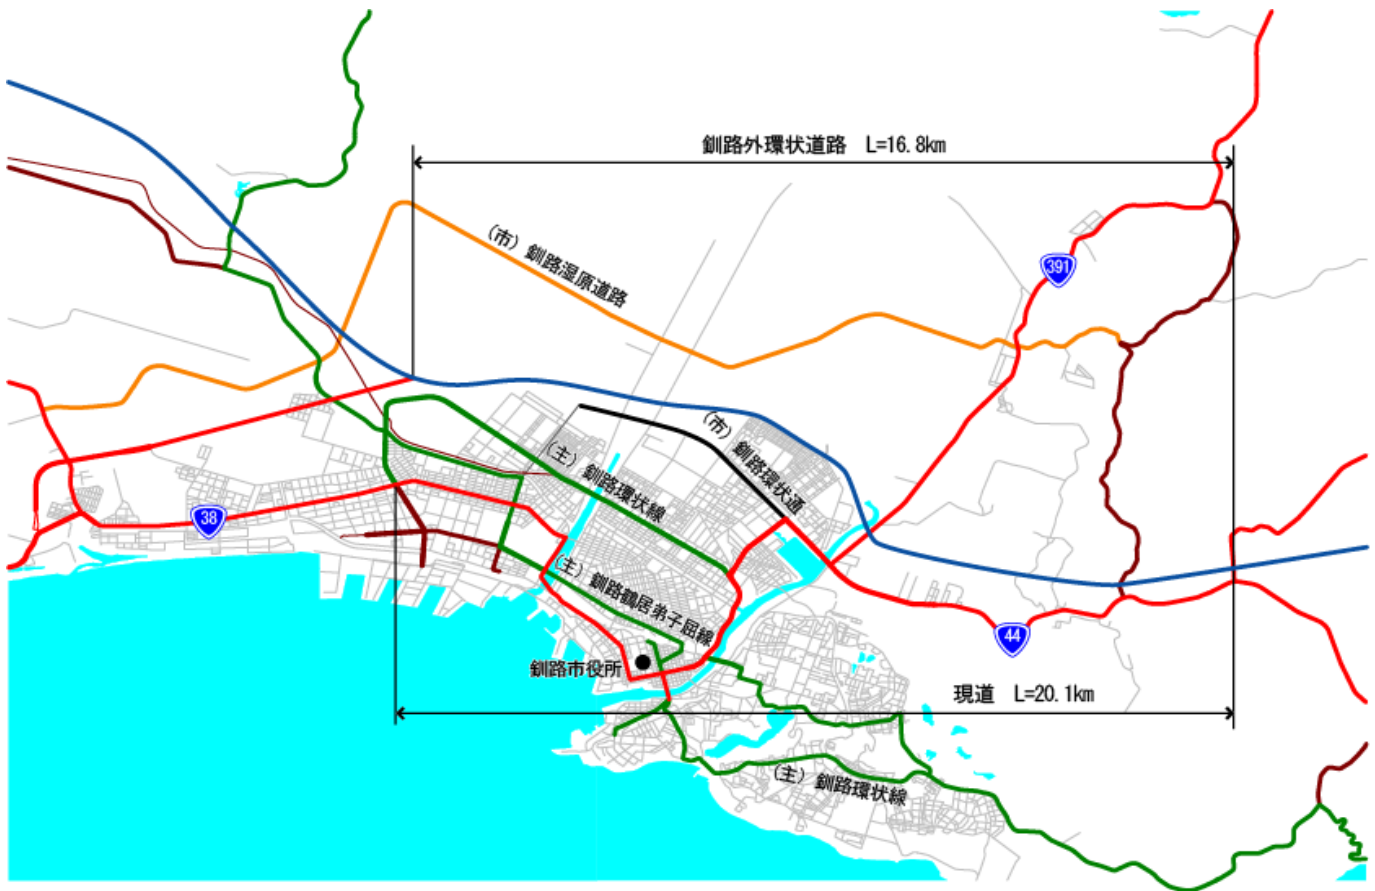 釧路外環状道路 L=16.8km
(市) 釧路湿原道路
391
(市) 釧路環状通
(主) 釧路環状線
38
(主) 釧路鶴居弟子屈線
44
釧路市役所
現道 L=20.1km
(主) 釧路環状線